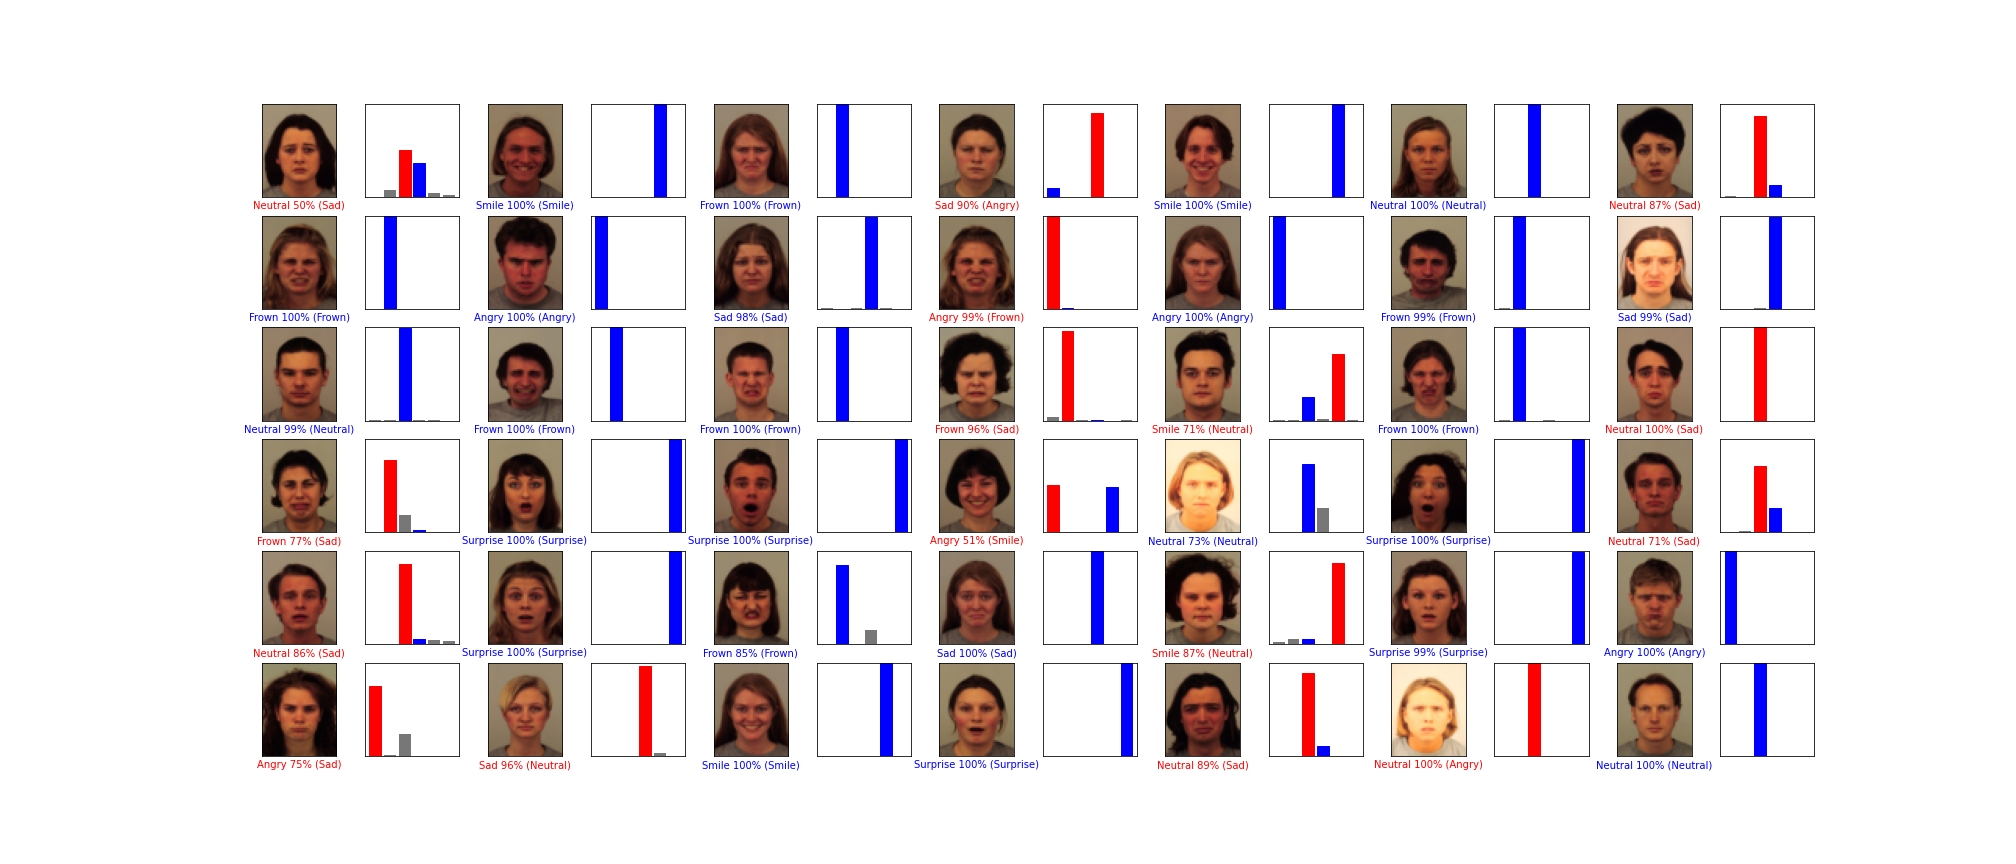 Neutral 50% (Sad)
Smile 100% (Smile)
Frown 100% (Frown)
Sad 90% (Angry)
Smile 100% (Smile)
Neutral 100% (Neutral)
Neutral 87% (Sad)
Frown 100% (Frown)
Angry 100% (Angry)
Sad 98% (Sad)
Angry 99% (Frown)
Angry 100% (Angry)
Frown 99% (Frown)
Sad 99% (Sad)
Neutral 99% (Neutral)
Frown 100% (Frown)
Frown 100% (Frown)
Frown 96% (Sad)
Smile 71% (Neutral)
Frown 100% (Frown)
Neutral 100% (Sad)
Frown 77% (Sad)
Surprise 100% (Surprise)
Surprise 100% (Surprise)
Angry 51% (Smile)
Neutral 73% (Neutral)
Surprise 100% (Surprise)
Neutral 71% (Sad)
Neutral 86% (Sad)
Surprise 100% (Surprise)
Frown 85% (Frown)
Sad 100% (Sad)
Smile 87% (Neutral)
Surprise 99% (Surprise)
Angry 100% (Angry)
Angry 75% (Sad)
Sad 96% (Neutral)
Smile 100% (Smile)
Surprise 100% (Surprise)
Neutral 89% (Sad)
Neutral 100% (Angry)
Neutral 100% (Neutral)